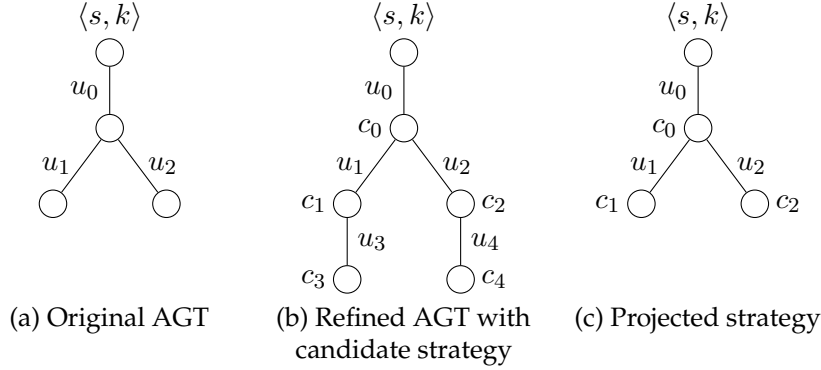 ⟨s, k⟩ ⟨s, k⟩ ⟨s, k⟩
u₀ u₀ u₀
c₀ c₀
u₁ u₂ u₁ u₂ u₁ u₂
c₁ c₂ c₁ c₂
u₃ u₄
c₃ c₄
(a) Original AGT (b) Refined AGT with (c) Projected strategy
candidate strategy